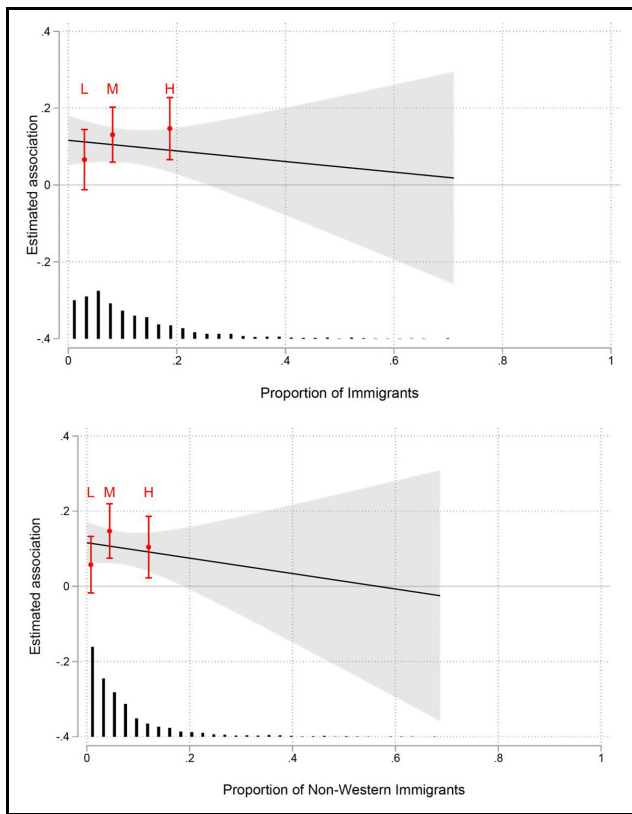 .4
L M H
.2
0
-.2
-.4
0 .2 .4 .6 .8 1
Estimated association
Proportion of Immigrants
.4
L M H
.2
0
-.2
-.4
0 .2 .4 .6 .8 1
Estimated association
Proportion of Non-Western Immigrants